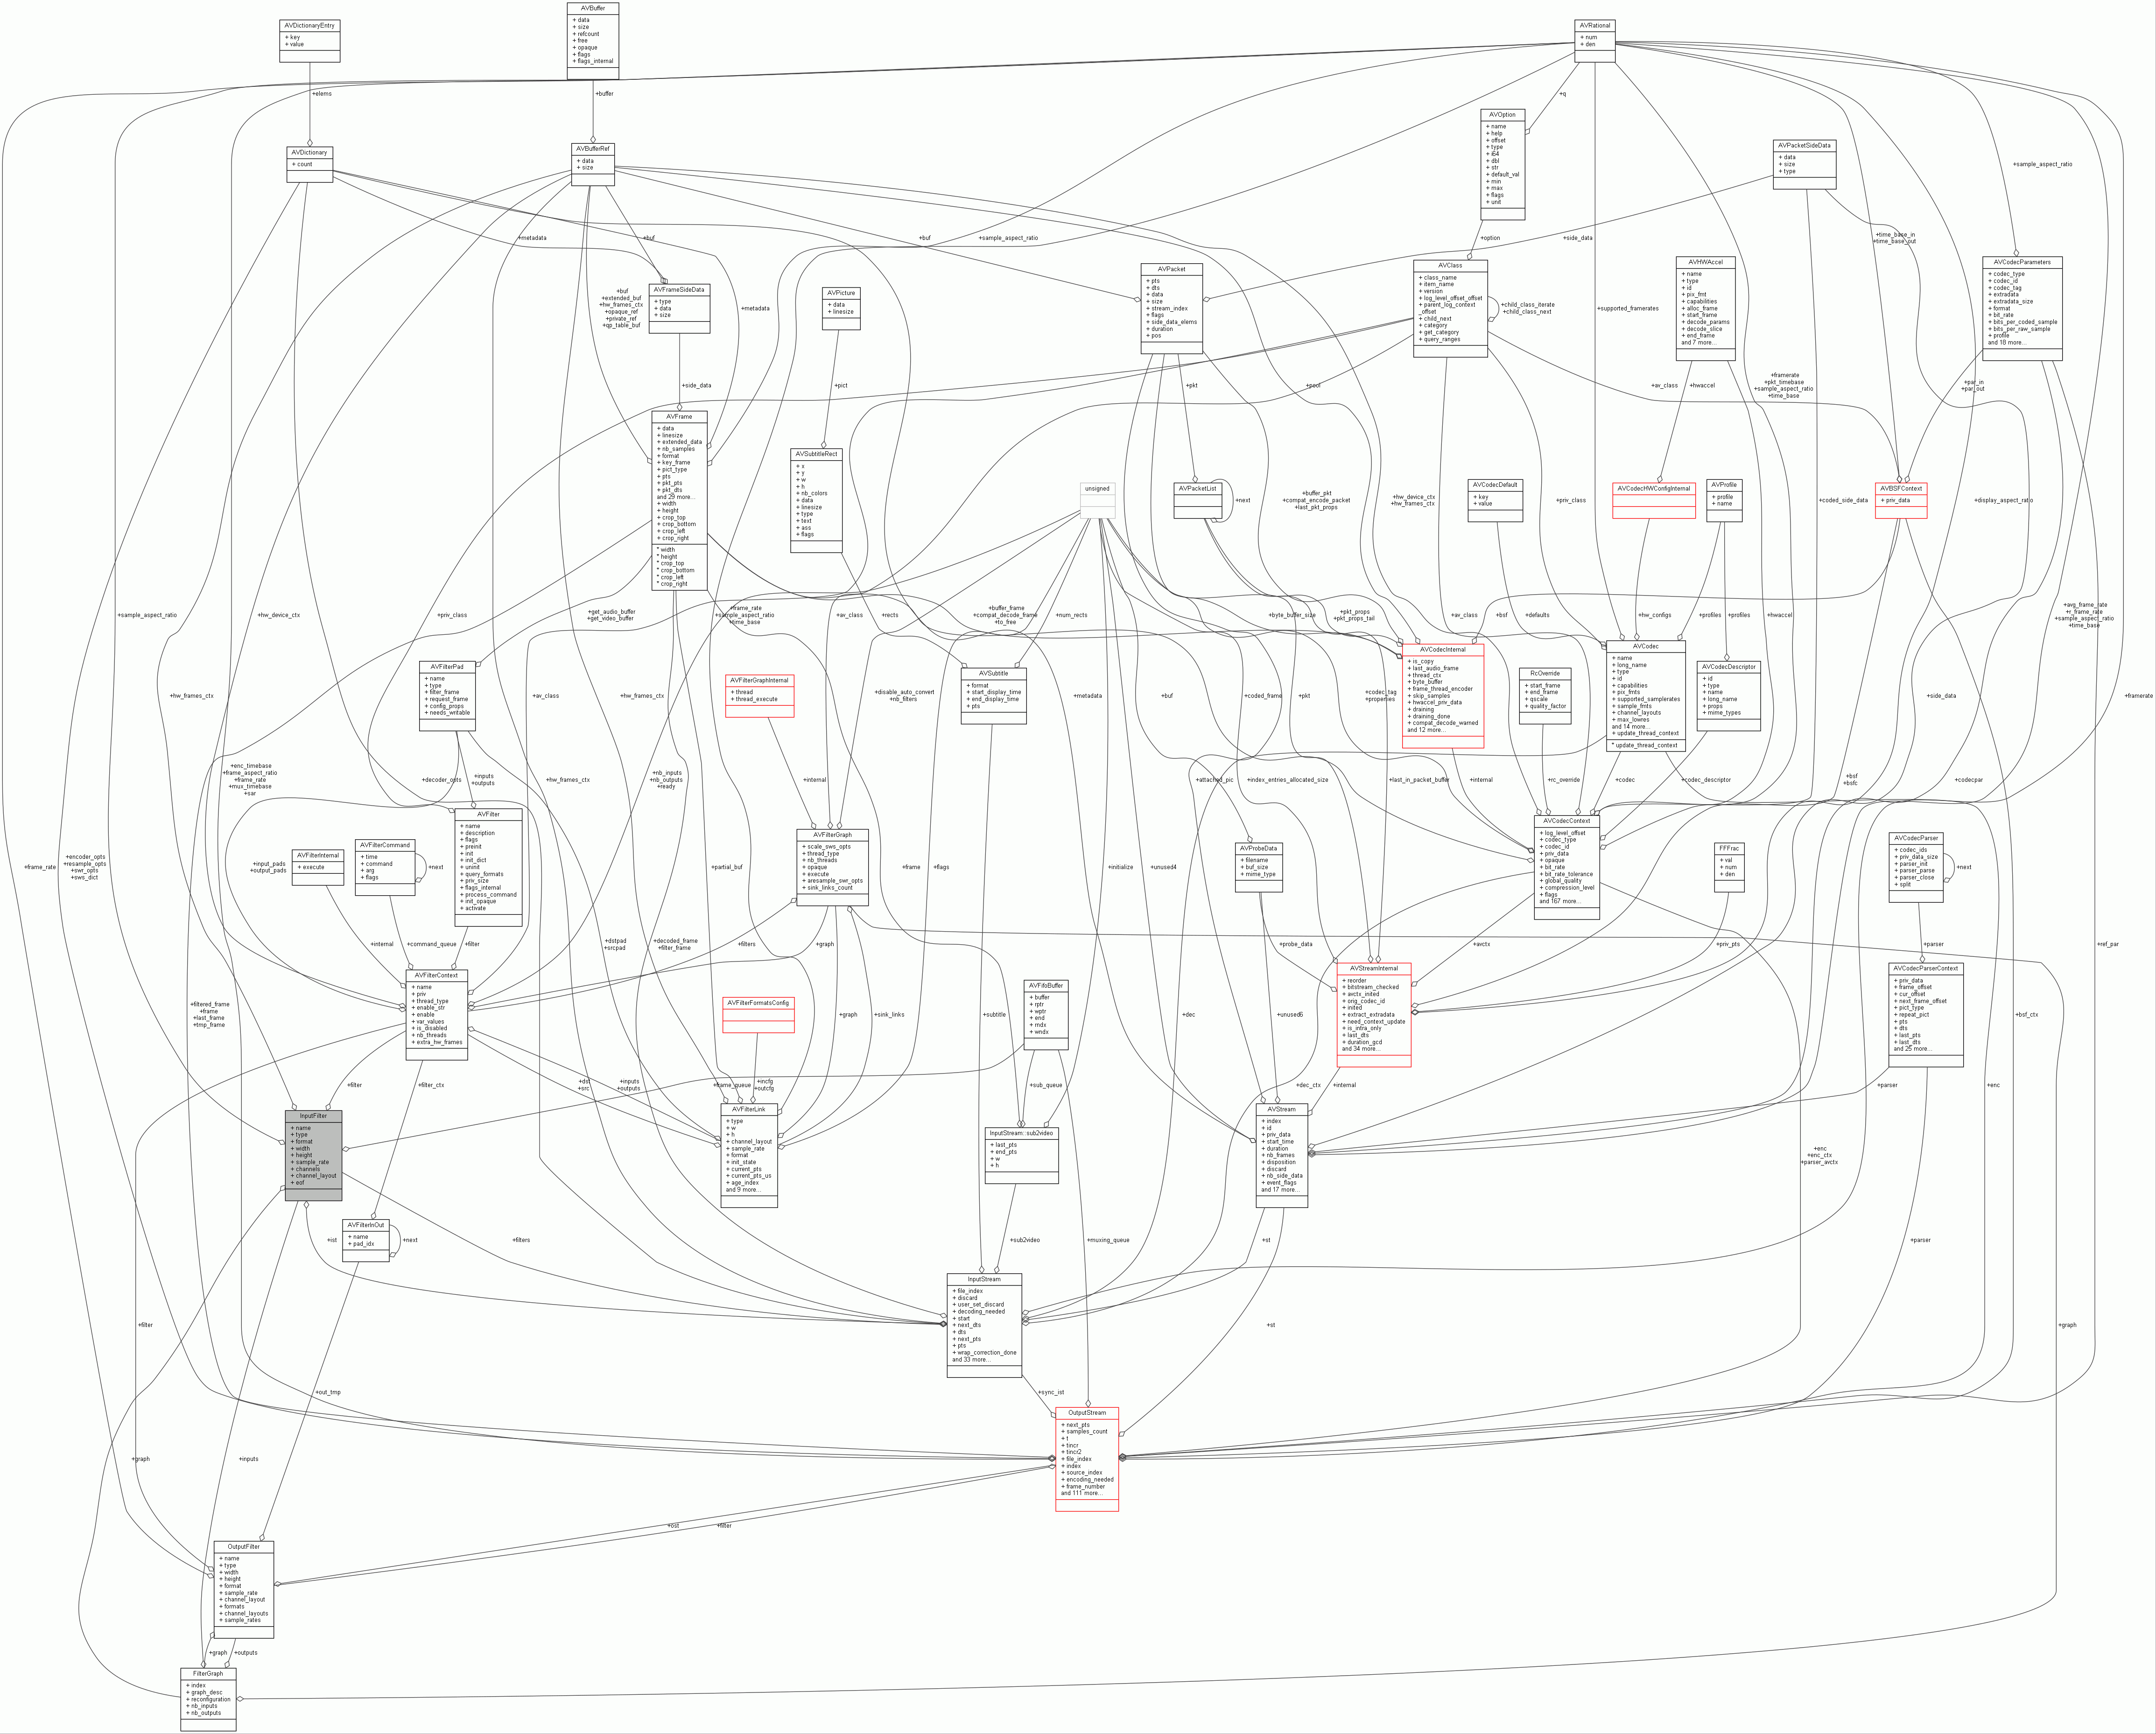 AVBuffer
+ data
+ size
+ refcount
+ free
+ opaque
+ flags
+ flags_internal
AVDictionaryEntry
+ key
+ value
AVRational
+ num
+ den
+elems
+buffer
+q
AVOption
+ name
+ help
+ offset
+ type
+ i64
+ dbl
+ str
+ default_val
+ min
+ max
+ flags
+ unit
AVDictionary
+ count
AVBufferRef
+ data
+ size
AVPacketSideData
+ data
+ size
+ type
+sample_aspect_ratio
+metadata
+buf
+buf
+sample_aspect_ratio
+option
+side_data
+time_base_in
+time_base_out
AVFrameSideData
+ type
+ data
+ size
+buf
+extended_buf
+hw_frames_ctx
+opaque_ref
+private_ref
+qp_table_buf
+metadata
AVPicture
+ data
+ linesize
AVPacket
+ pts
+ dts
+ data
+ size
+ stream_index
+ flags
+ side_data_elems
+ duration
+ pos
AVClass
+ class_name
+ item_name
+ version
+ log_level_offset_offset
+ parent_log_context
_offset
+ child_next
+ category
+ get_category
+ query_ranges
+child_class_iterate
+child_class_next
+supported_framerates
AVHWAccel
+ name
+ type
+ id
+ pix_fmt
+ capabilities
+ alloc_frame
+ start_frame
+ decode_params
+ decode_slice
+ end_frame
and 7 more...
AVCodecParameters
+ codec_type
+ codec_id
+ codec_tag
+ extradata
+ extradata_size
+ format
+ bit_rate
+ bits_per_coded_sample
+ bits_per_raw_sample
+ profile
and 18 more...
+side_data
+pict
+pool
+pkt
+av_class
+hwaccel
+framerate
+pkt_timebase
+sample_aspect_ratio
+time_base
+par_in
+par_out
AVFrame
+ data
+ linesize
+ extended_data
+ nb_samples
+ format
+ key_frame
+ pict_type
+ pts
+ pkt_pts
+ pkt_dts
and 29 more...
+ width
+ height
+ crop_top
+ crop_bottom
+ crop_left
+ crop_right
* width
* height
* crop_top
* crop_bottom
* crop_left
* crop_right
AVSubtitleRect
+ x
+ y
+ w
+ h
+ nb_colors
+ data
+ linesize
+ type
+ text
+ ass
+ flags
unsigned
AVPacketList
+next
+buffer_pkt
+compat_encode_packet
+last_pkt_props
+hw_device_ctx
+hw_frames_ctx
AVCodecDefault
+ key
+ value
+priv_class
AVCodecHWConfigInternal
AVProfile
+ profile
+ name
+coded_side_data
AVBSFContext
+ priv_data
+display_aspect_ratio
+sample_aspect_ratio
+hw_device_ctx
+priv_class
+get_audio_buffer
+get_video_buffer
+frame_rate
+sample_aspect_ratio
+time_base
+av_class
+rects
+buffer_frame
+compat_decode_frame
+to_free
+num_rects
+byte_buffer_size
+pkt_props
+pkt_props_tail
+av_class
+bsf
+defaults
+hw_configs
+profiles
+profiles
+hwaccel
+avg_frame_rate
+r_frame_rate
+sample_aspect_ratio
+time_base
AVFilterPad
+ name
+ type
+ filter_frame
+ request_frame
+ config_props
+ needs_writable
AVFilterGraphInternal
+ thread
+ thread_execute
AVSubtitle
+ format
+ start_display_time
+ end_display_time
+ pts
AVCodecInternal
+ is_copy
+ last_audio_frame
+ thread_ctx
+ byte_buffer
+ frame_thread_encoder
+ skip_samples
+ hwaccel_priv_data
+ draining
+ draining_done
+ compat_decode_warned
and 12 more...
RcOverride
+ start_frame
+ end_frame
+ qscale
+ quality_factor
AVCodec
+ name
+ long_name
+ type
+ id
+ capabilities
+ pix_fmts
+ supported_samplerates
+ sample_fmts
+ channel_layouts
+ max_lowres
and 14 more...
+ update_thread_context
* update_thread_context
AVCodecDescriptor
+ id
+ type
+ name
+ long_name
+ props
+ mime_types
+hw_frames_ctx
+av_class
+hw_frames_ctx
+disable_auto_convert
+nb_filters
+metadata
+buf
+coded_frame
+pkt
+codec_tag
+properties
+side_data
+framerate
+enc_timebase
+frame_aspect_ratio
+frame_rate
+mux_timebase
+sar
+decoder_opts
+inputs
+outputs
+hw_frames_ctx
+nb_inputs
+nb_outputs
+ready
+internal
+attached_pic
+index_entries_allocated_size
+last_in_packet_buffer
+internal
+rc_override
+codec
+codec_descriptor
+bsf
+bsfc
+codecpar
AVFilter
+ name
+ description
+ flags
+ preinit
+ init
+ init_dict
+ uninit
+ query_formats
+ priv_size
+ flags_internal
+ process_command
+ init_opaque
+ activate
AVFilterGraph
+ scale_sws_opts
+ thread_type
+ nb_threads
+ opaque
+ execute
+ aresample_swr_opts
+ sink_links_count
AVCodecContext
+ log_level_offset
+ codec_type
+ codec_id
+ priv_data
+ opaque
+ bit_rate
+ bit_rate_tolerance
+ global_quality
+ compression_level
+ flags
and 167 more...
+frame_rate
+encoder_opts
+resample_opts
+swr_opts
+sws_dict
+input_pads
+output_pads
AVFilterInternal
+ execute
AVFilterCommand
+ time
+ command
+ arg
+ flags
+next
+partial_buf
+frame
+flags
+initialize
+unused4
AVProbeData
+ filename
+ buf_size
+ mime_type
FFFrac
+ val
+ num
+ den
AVCodecParser
+ codec_ids
+ priv_data_size
+ parser_init
+ parser_parse
+ parser_close
+ split
+next
+internal
+command_queue
+filter
+dstpad
+srcpad
+decoded_frame
+filter_frame
+filters
+graph
+probe_data
+avctx
+priv_pts
+parser
+ref_par
AVFilterContext
+ name
+ priv
+ thread_type
+ enable_str
+ enable
+ var_values
+ is_disabled
+ nb_threads
+ extra_hw_frames
AVFilterFormatsConfig
AVFifoBuffer
+ buffer
+ rptr
+ wptr
+ end
+ rndx
+ wndx
AVStreamInternal
+ reorder
+ bitstream_checked
+ avctx_inited
+ orig_codec_id
+ inited
+ extract_extradata
+ need_context_update
+ is_intra_only
+ last_dts
+ duration_gcd
and 34 more...
AVCodecParserContext
+ priv_data
+ frame_offset
+ cur_offset
+ next_frame_offset
+ pict_type
+ repeat_pict
+ pts
+ dts
+ last_pts
+ last_dts
and 25 more...
+filtered_frame
+frame
+last_frame
+tmp_frame
+graph
+sink_links
+subtitle
+dec
+unused6
+bsf_ctx
+filter
+filter_ctx
+dst
+src
+inputs
+outputs
+frame_queue
+incfg
+outcfg
+sub_queue
+dec_ctx
+internal
+parser
+enc
InputFilter
+ name
+ type
+ format
+ width
+ height
+ sample_rate
+ channels
+ channel_layout
+ eof
AVFilterLink
+ type
+ w
+ h
+ channel_layout
+ sample_rate
+ format
+ init_state
+ current_pts
+ current_pts_us
+ age_index
and 9 more...
InputStream::sub2video
+ last_pts
+ end_pts
+ w
+ h
AVStream
+ index
+ id
+ priv_data
+ start_time
+ duration
+ nb_frames
+ disposition
+ discard
+ nb_side_data
+ event_flags
and 17 more...
+enc
+enc_ctx
+parser_avctx
AVFilterInOut
+ name
+ pad_idx
+next
+ist
+filters
+sub2video
+muxing_queue
+st
+parser
InputStream
+ file_index
+ discard
+ user_set_discard
+ decoding_needed
+ start
+ next_dts
+ dts
+ next_pts
+ pts
+ wrap_correction_done
and 33 more...
+filter
+st
+graph
+out_tmp
+sync_ist
OutputStream
+ next_pts
+ samples_count
+ t
+ tincr
+ tincr2
+ file_index
+ index
+ source_index
+ encoding_needed
+ frame_number
and 111 more...
+graph
+inputs
+ost
+filter
OutputFilter
+ name
+ type
+ width
+ height
+ format
+ sample_rate
+ channel_layout
+ formats
+ channel_layouts
+ sample_rates
+graph
+outputs
FilterGraph
+ index
+ graph_desc
+ reconfiguration
+ nb_inputs
+ nb_outputs